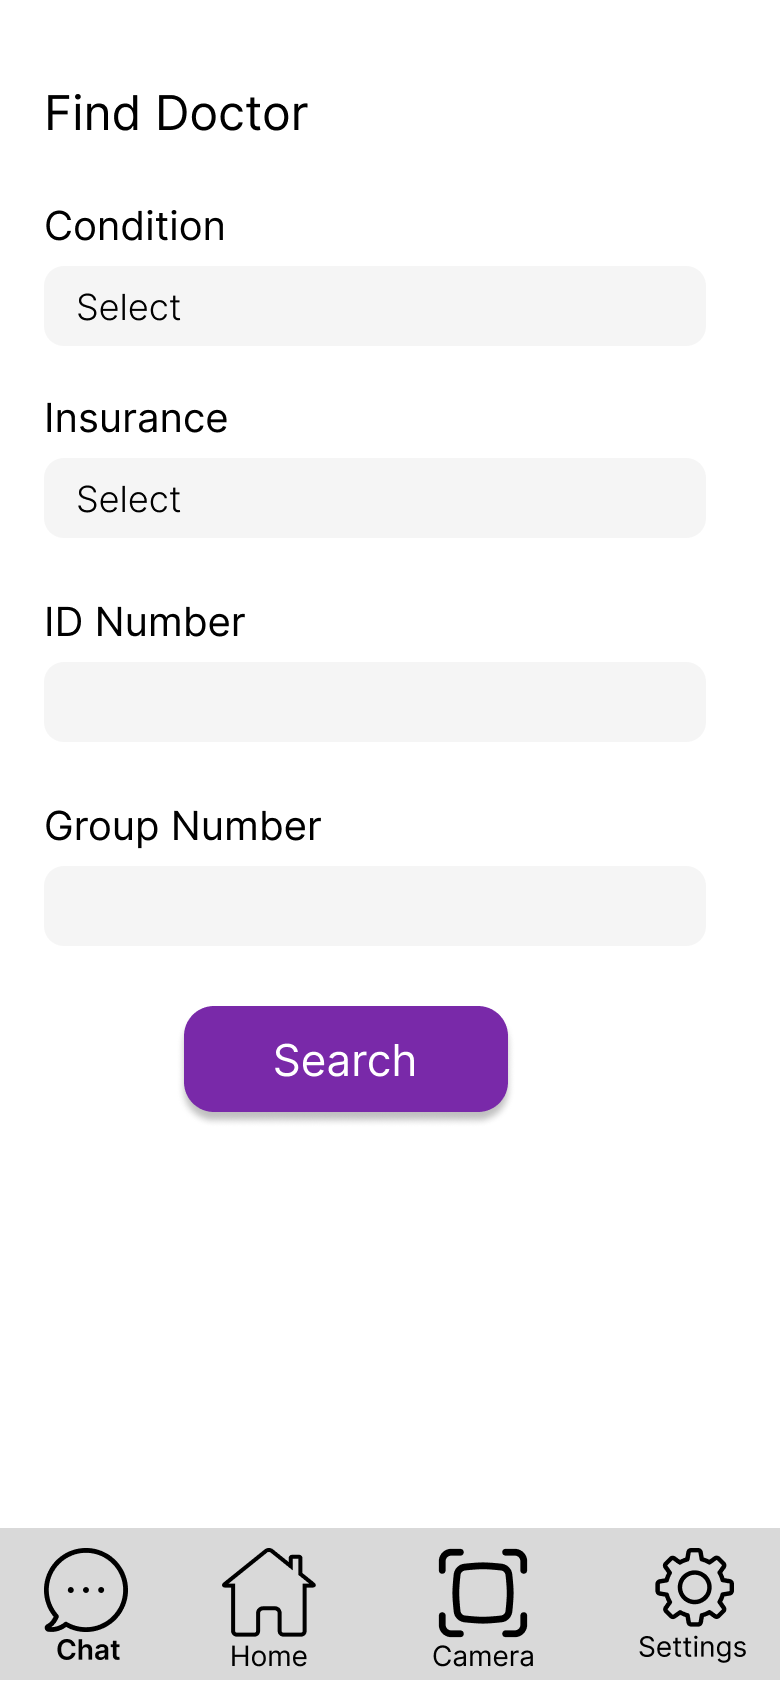 Find Doctor
Condition
Select
Insurance
Select
ID Number
Group Number
Search
Chat
Home
Camera
Settings